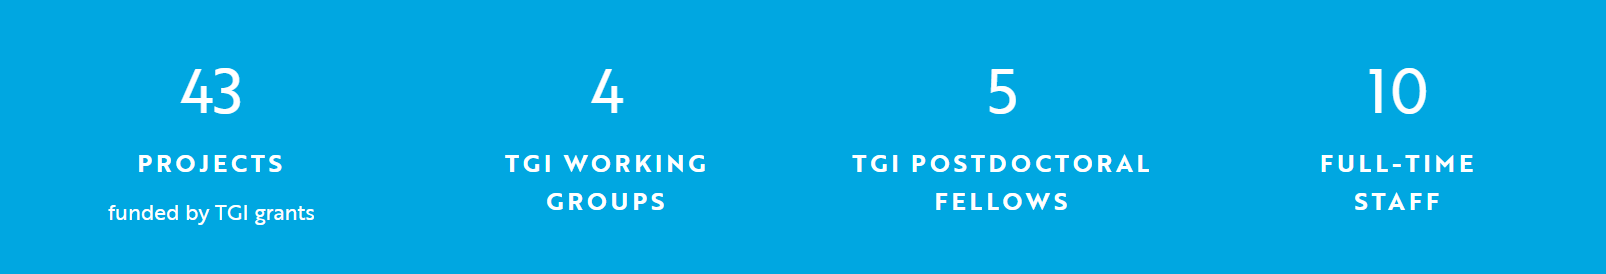 43
PROJECTS
funded by TGI grants
4
TGI WORKING
GROUPS
5
TGI POSTDOCTORAL
FELLOWS
10
FULL-TIME
STAFF